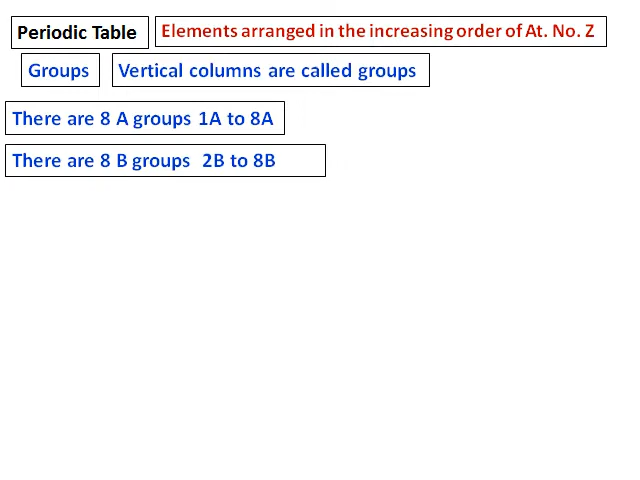 Periodic Table Elements arranged in the increasing order of At. No. Z
Groups Vertical columns are called groups
There are 8 A groups 1A to 8A
There are 8 B groups 2B to 8B